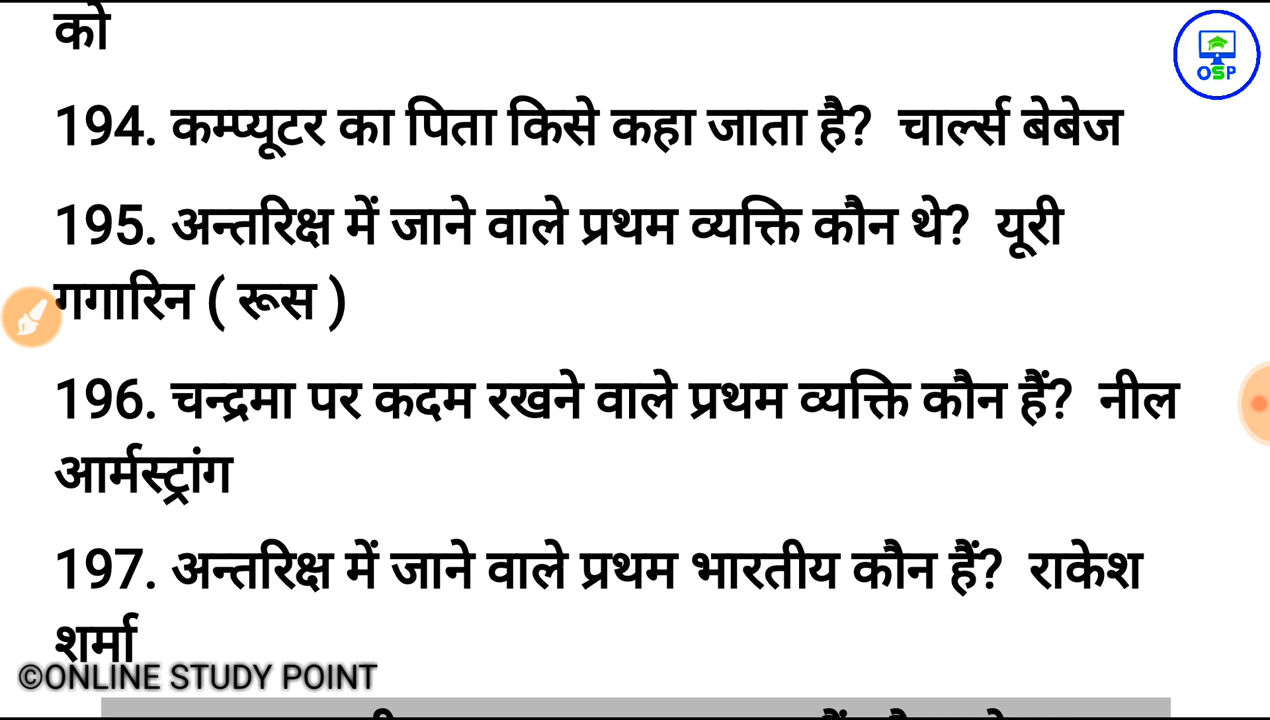 को
OSP
194. कम्प्यूटर का पिता किसे कहा जाता है? चार्ल्स बेबेज
195. अन्तरिक्ष में जाने वाले प्रथम व्यक्ति कौन थे? यूरी
गगारिन ( रूस )
196. चन्द्रमा पर कदम रखने वाले प्रथम व्यक्ति कौन हैं? नील
आर्मस्ट्रांग
197. अन्तरिक्ष में जाने वाले प्रथम भारतीय कौन हैं? राकेश
शर्मा
©ONLINE STUDY POINT